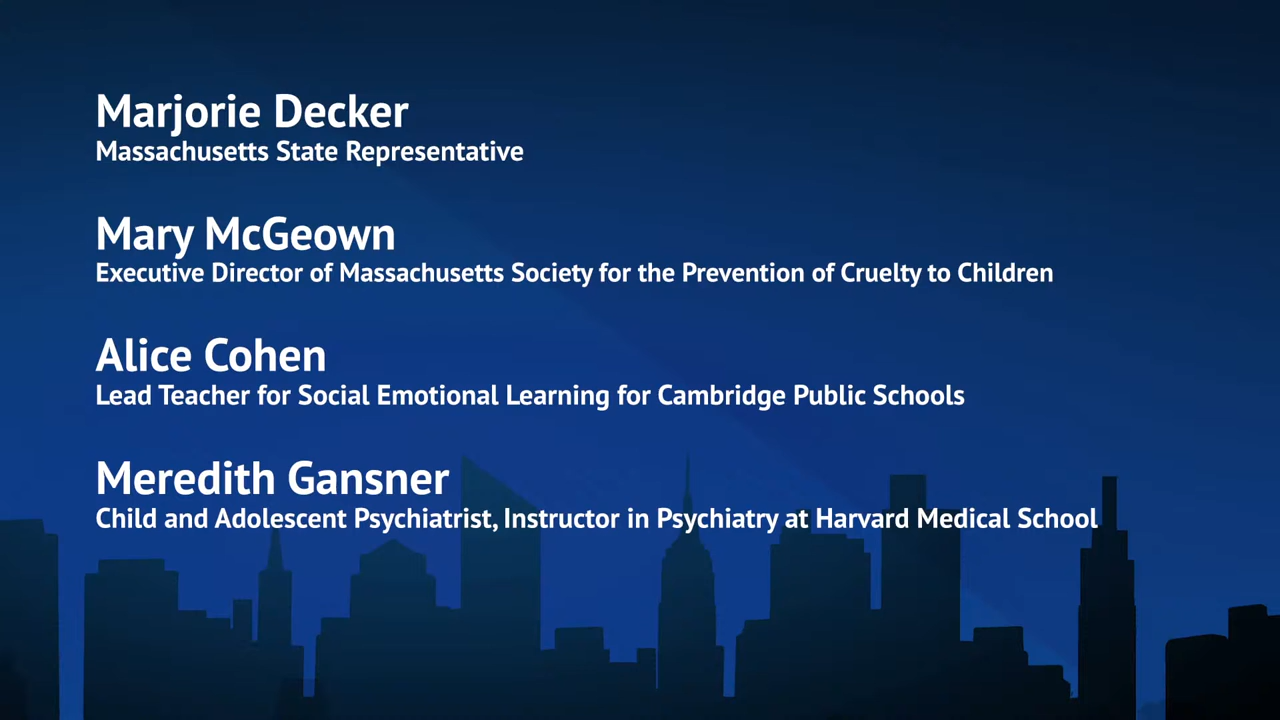 Marjorie Decker
Massachusetts State Representative
Mary McGeown
Executive Director of Massachusetts Society for the Prevention of Cruelty to Children
Alice Cohen
Lead Teacher for Social Emotional Learning for Cambridge Public Schools
Meredith Gansner
Child and Adolescent Psychiatrist, Instructor in Psychiatry at Harvard Medical School